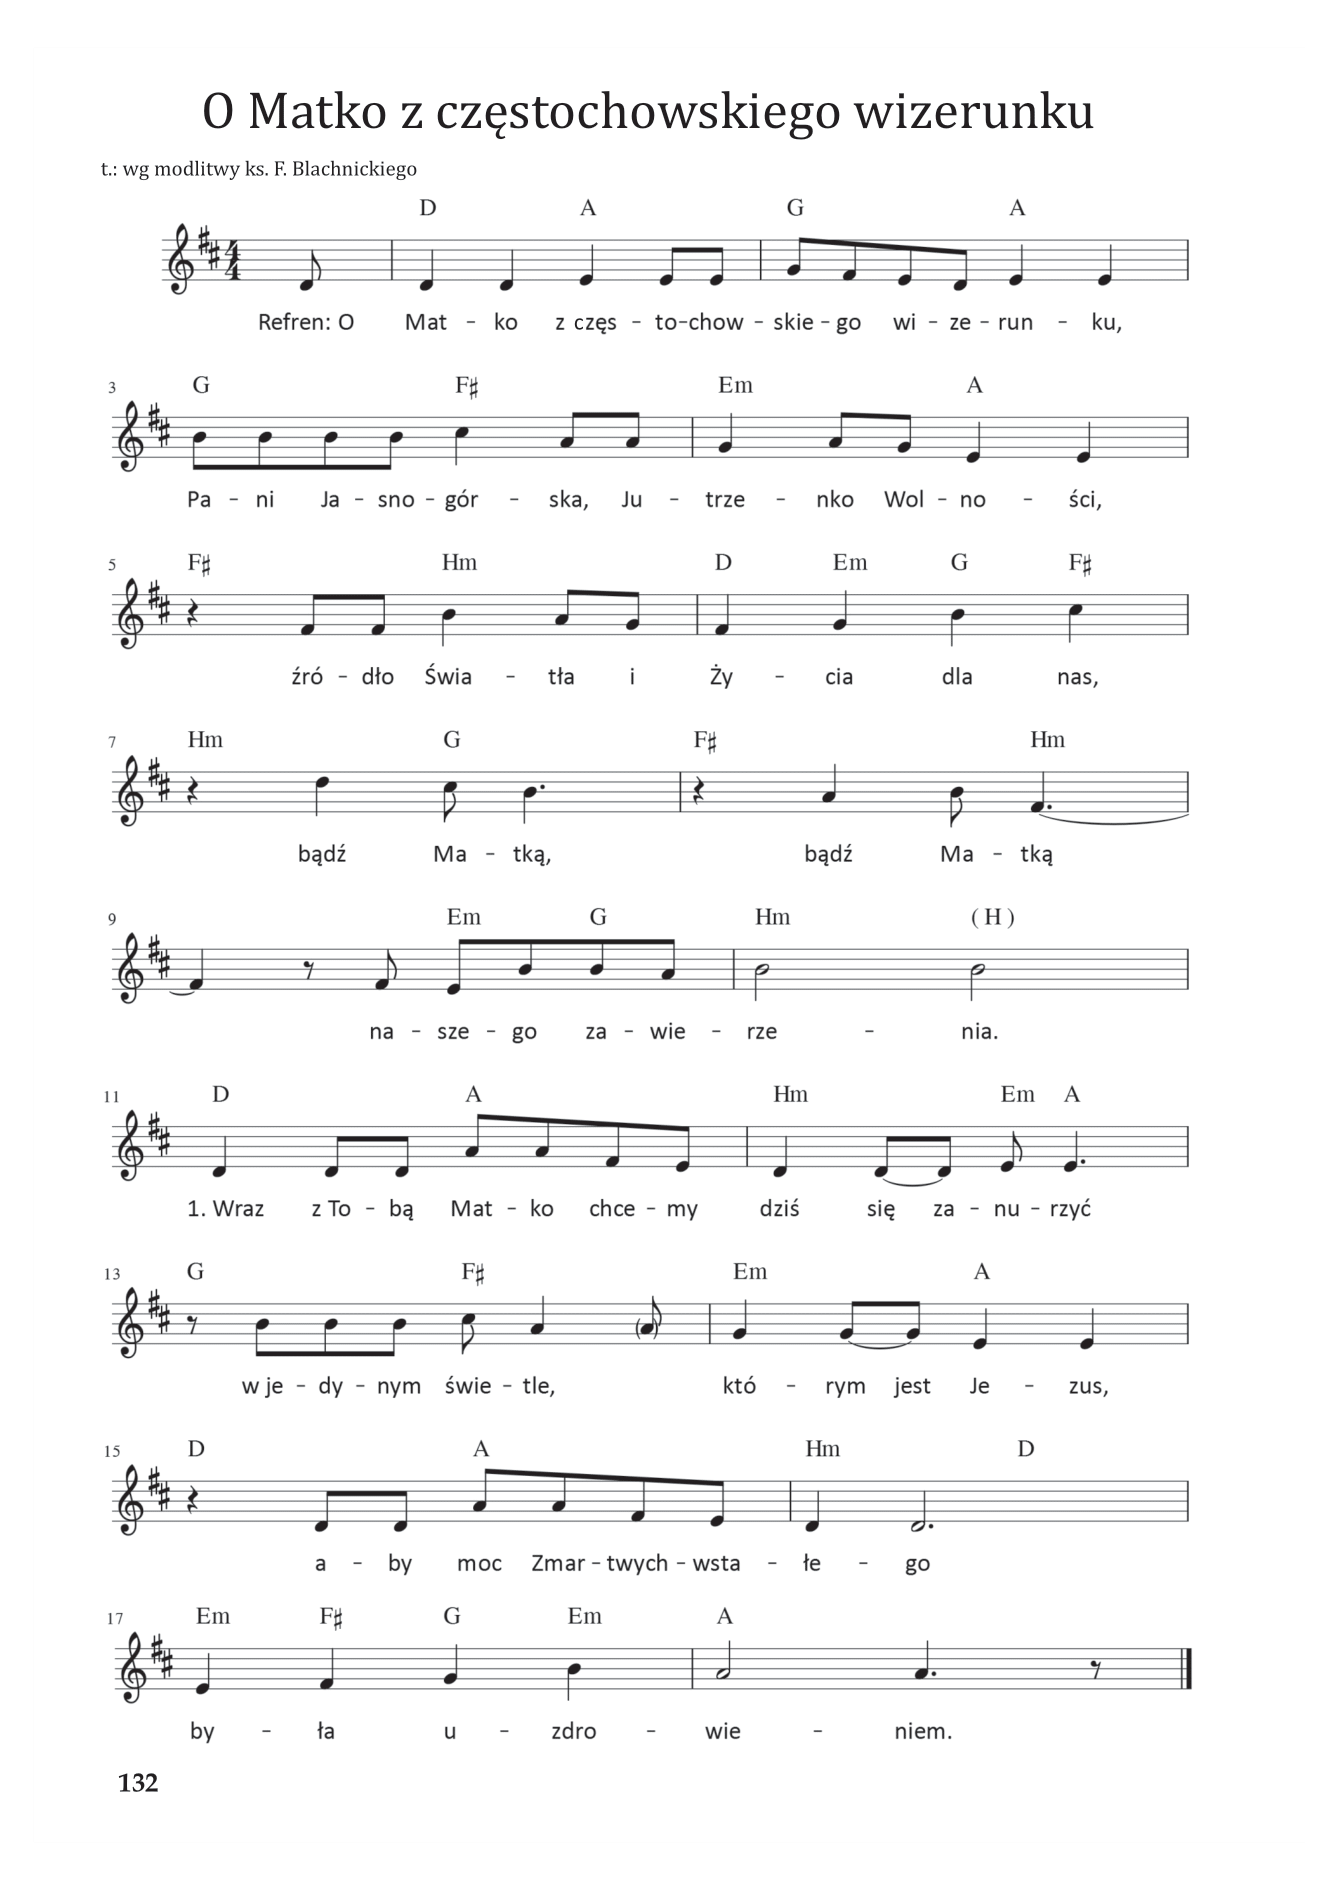 O Matko z częstochowskiego wizerunku
t.: wg modlitwy ks. F. Blachnickiego
D A G A
Refren: O Mat - ko z częs - to-chow - skie - go wi - ze - run - ku,
3 G F♯ Em A
Pa - ni Ja - sno - gór - ska, Ju - trze - nko Wol - no - ści,
5 F♯ Hm D Em G F♯
źró - dło Świa - tła i Ży - cia dla nas,
7 Hm G F♯ Hm
bądź Ma - tką, bądź Ma - tką
9 Em G Hm ( H )
na - sze - go za - wie - rze - nia.
11 D A Hm Em A
1. Wraz z To - bą Mat - ko chce - my dziś się za - nu - rzyć
13 G F♯ Em A
w je - dy - nym świe - tle, któ - rym jest Je - zus,
15 D A Hm D
a - by moc Zmar - twych - wsta - łe - go
17 Em F♯ G Em A
by - ła u - zdro - wie - niem.
132